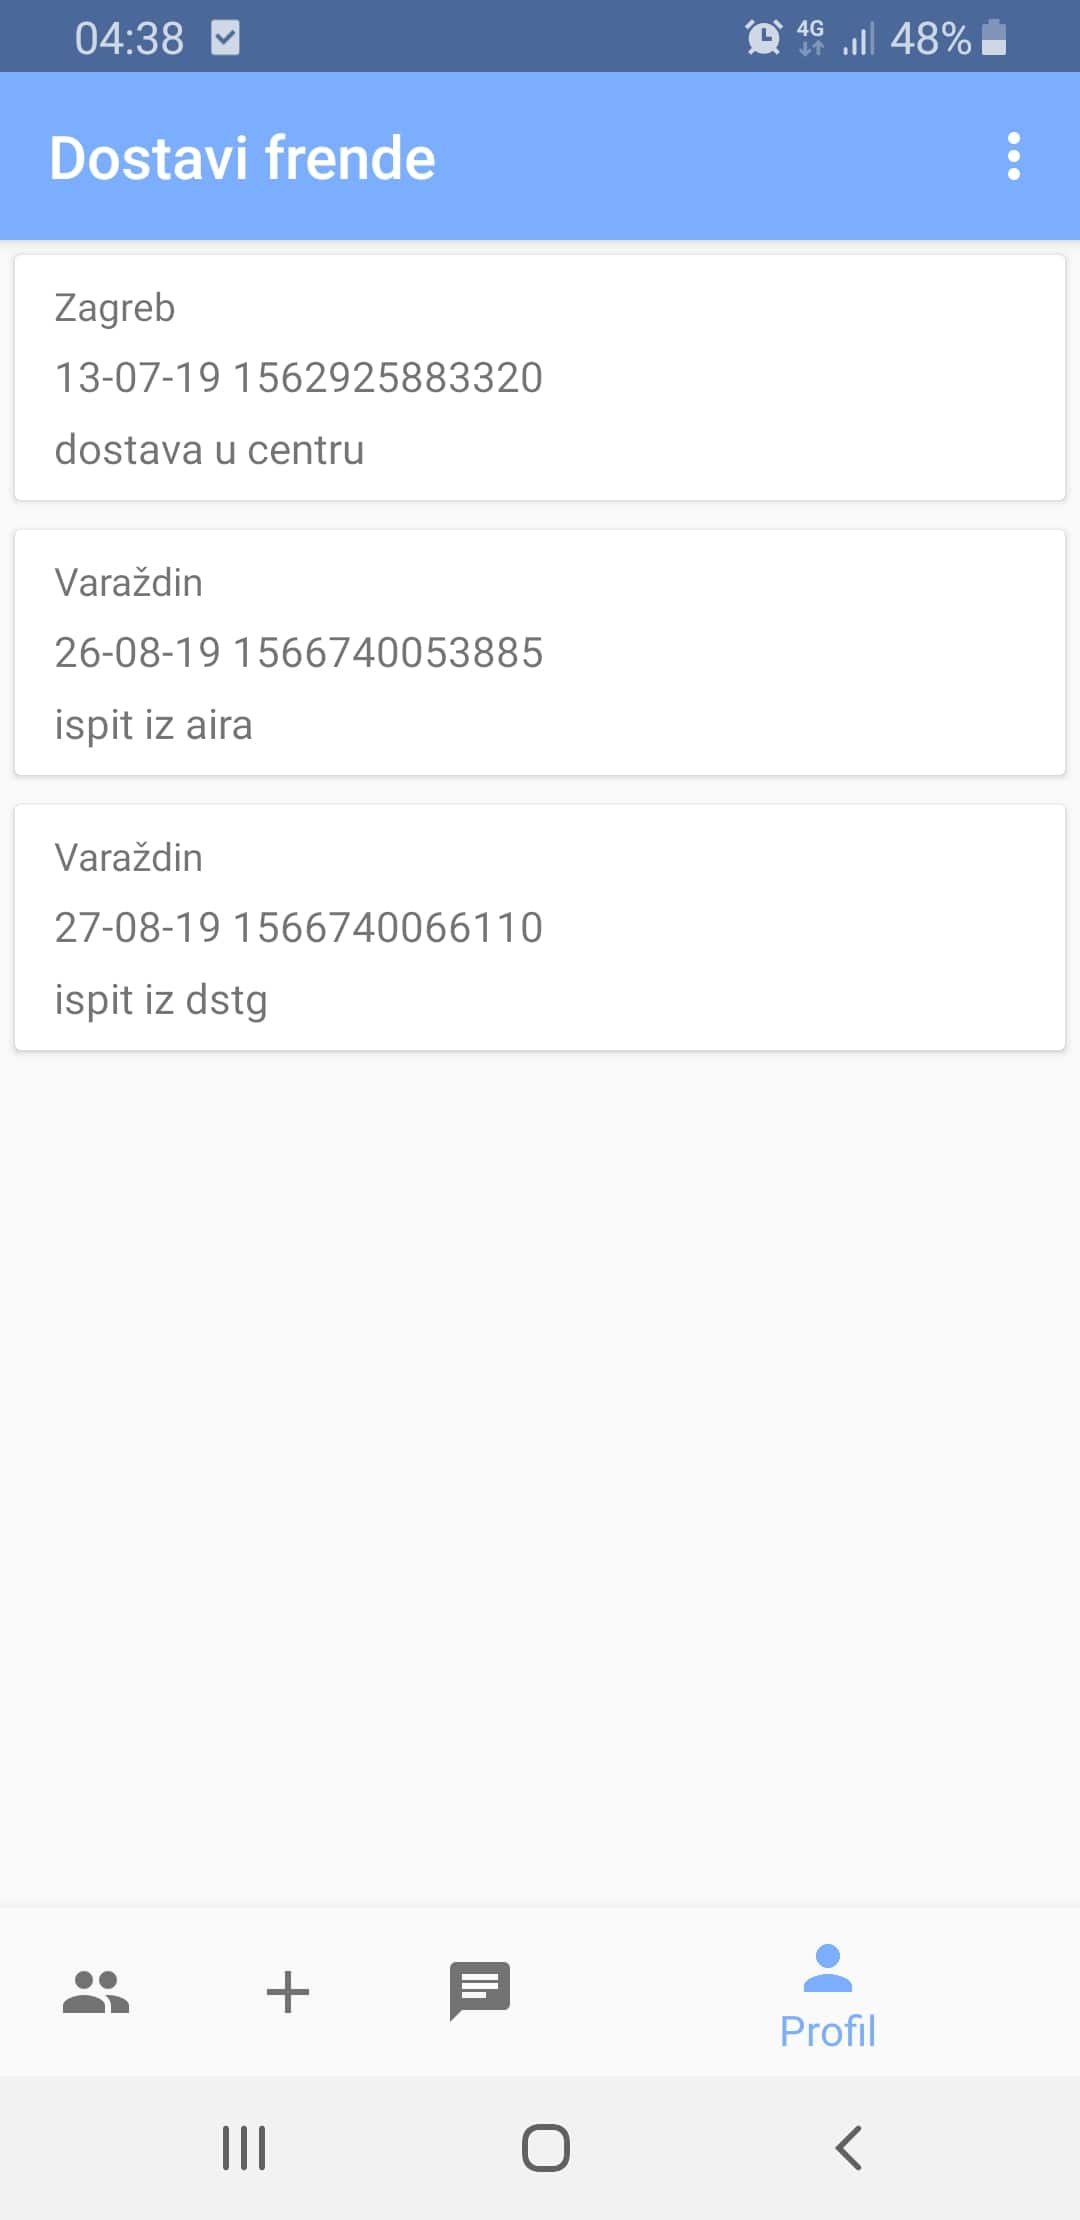 04:38
4G
48%
Dostavi frende
Zagreb
13-07-19 1562925883320
dostava u centru
Varaždin
26-08-19 1566740053885
ispit iz aira
Varaždin
27-08-19 1566740066110
ispit iz dstg
Profil